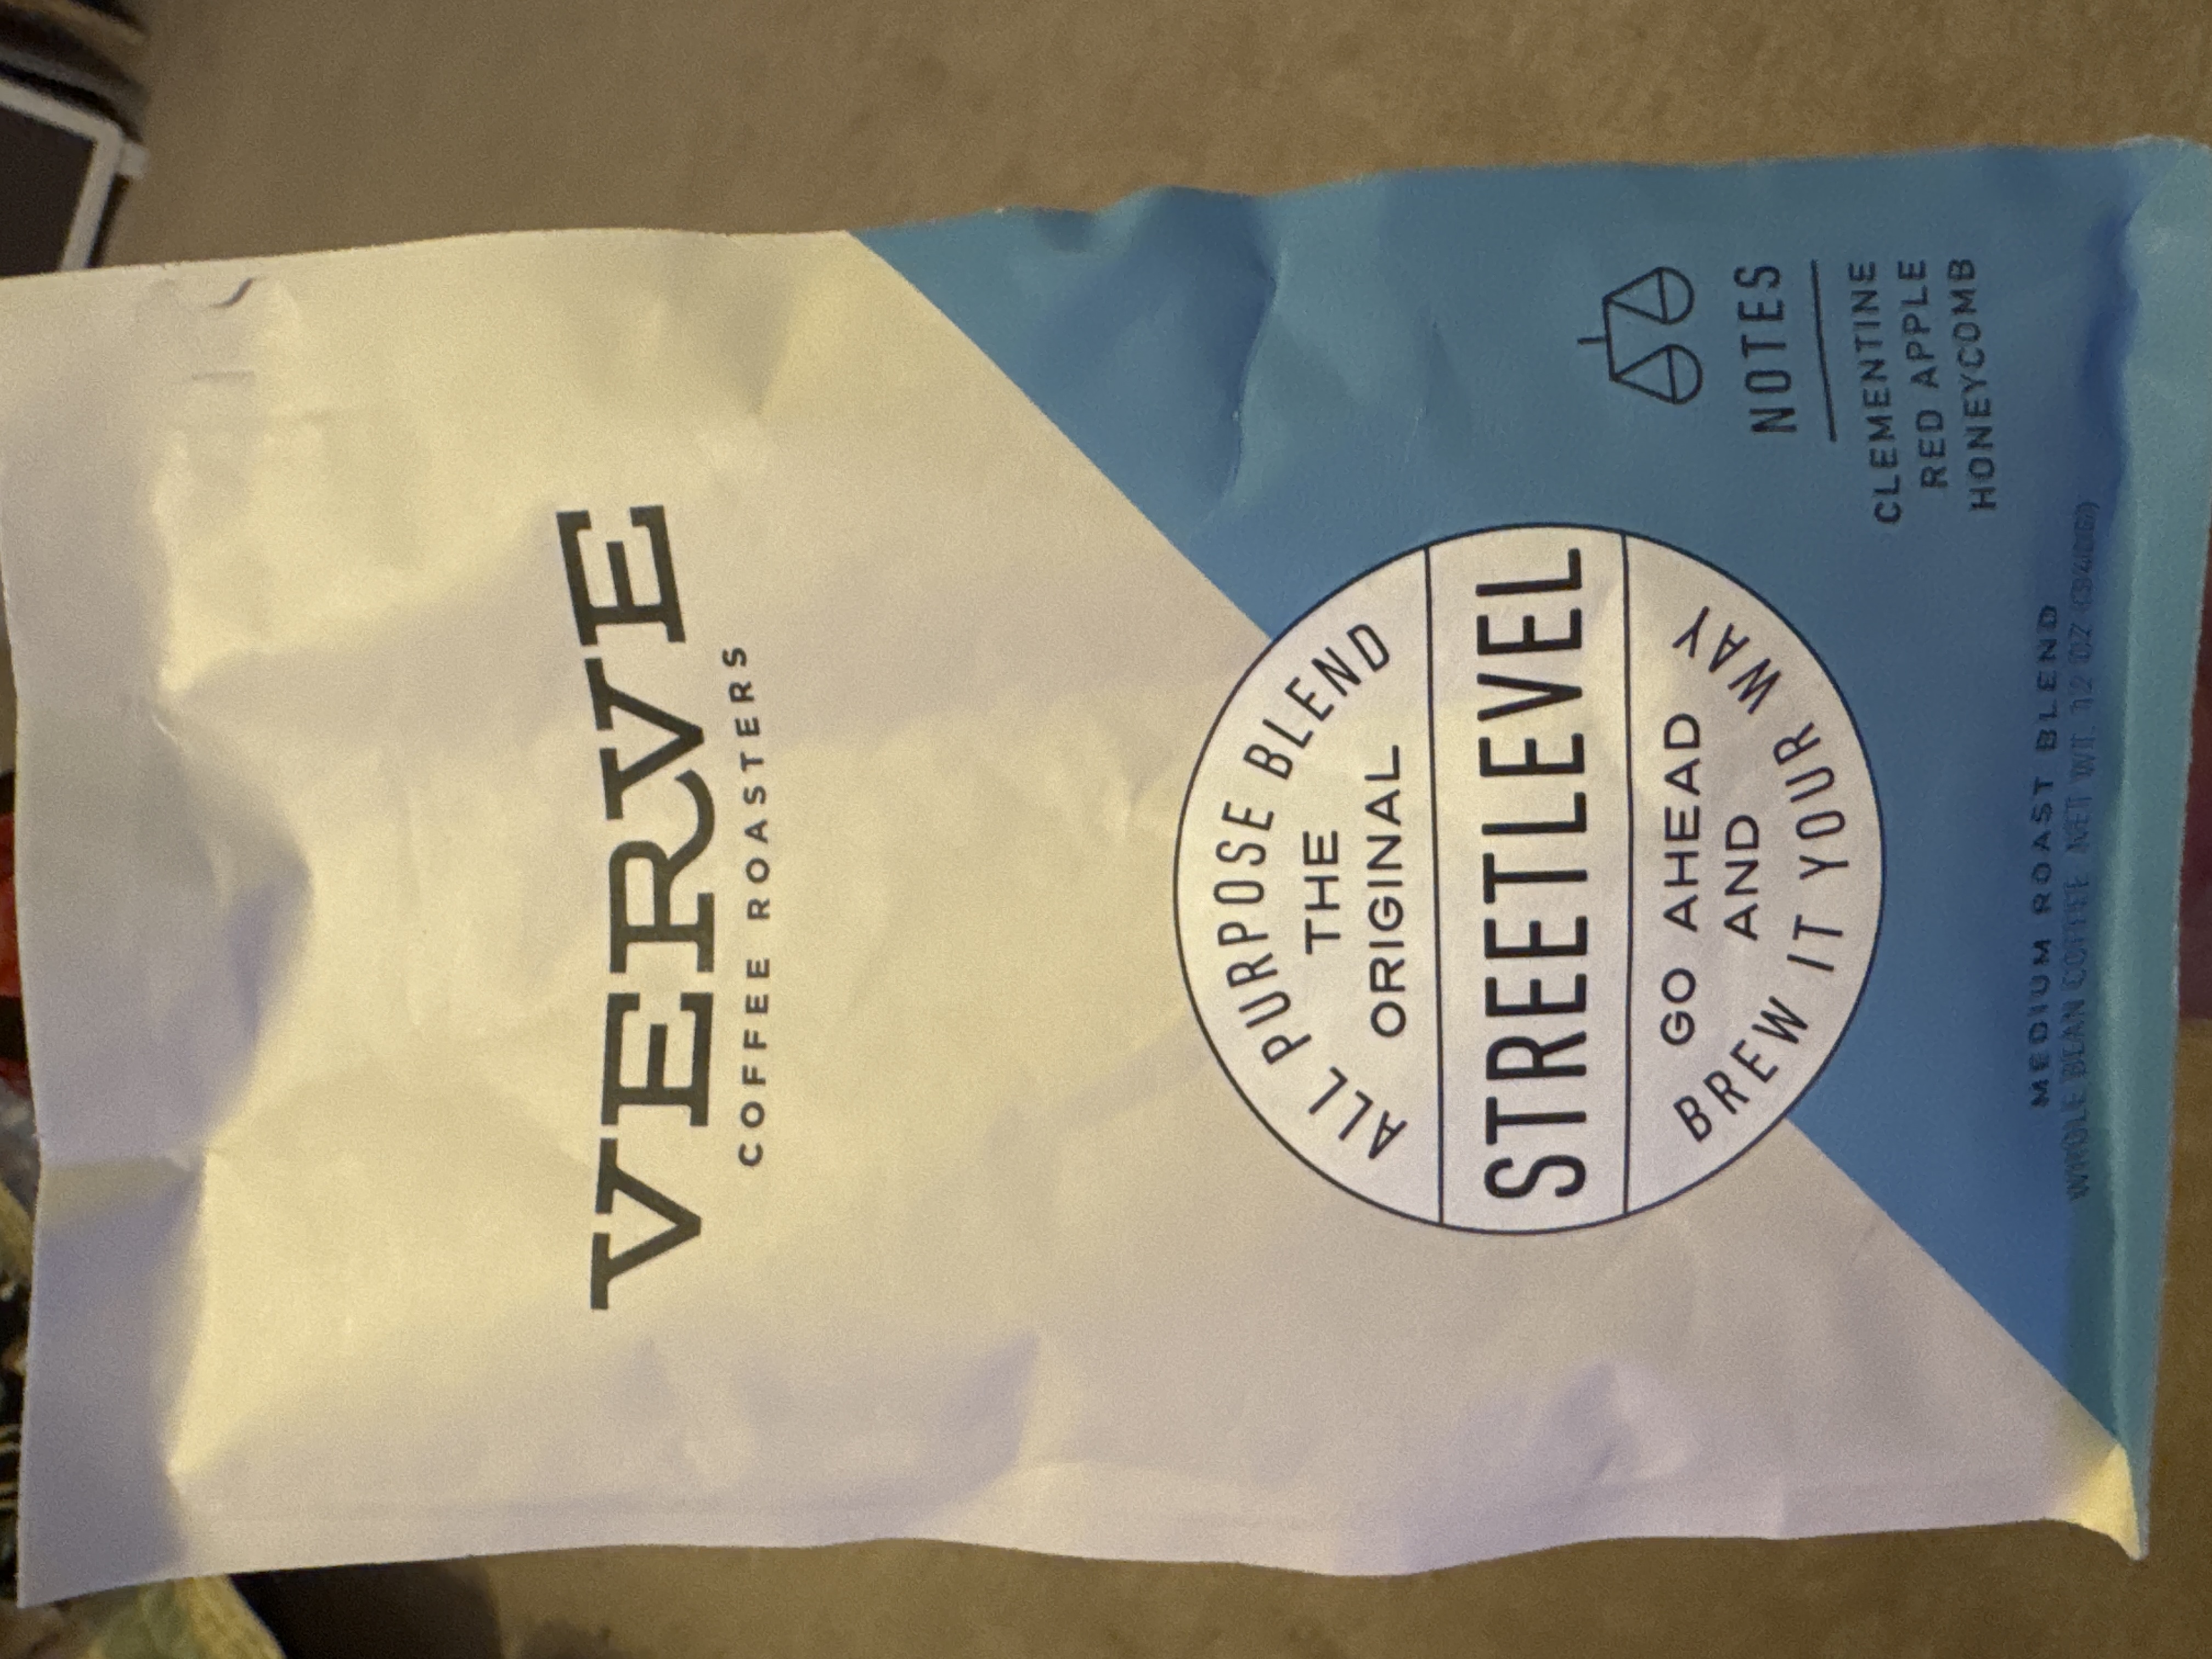 VERVE
COFFEE ROASTERS
ALL PURPOSE BLEND
THE
ORIGINAL
STREETLEVEL
GO AHEAD
AND
BREW IT YOUR WAY
NOTES
CLEMENTINE
RED APPLE
HONEYCOMB
MEDIUM ROAST BLEND
WHOLE BEAN COFFEE NET WT. 12 OZ (340G)